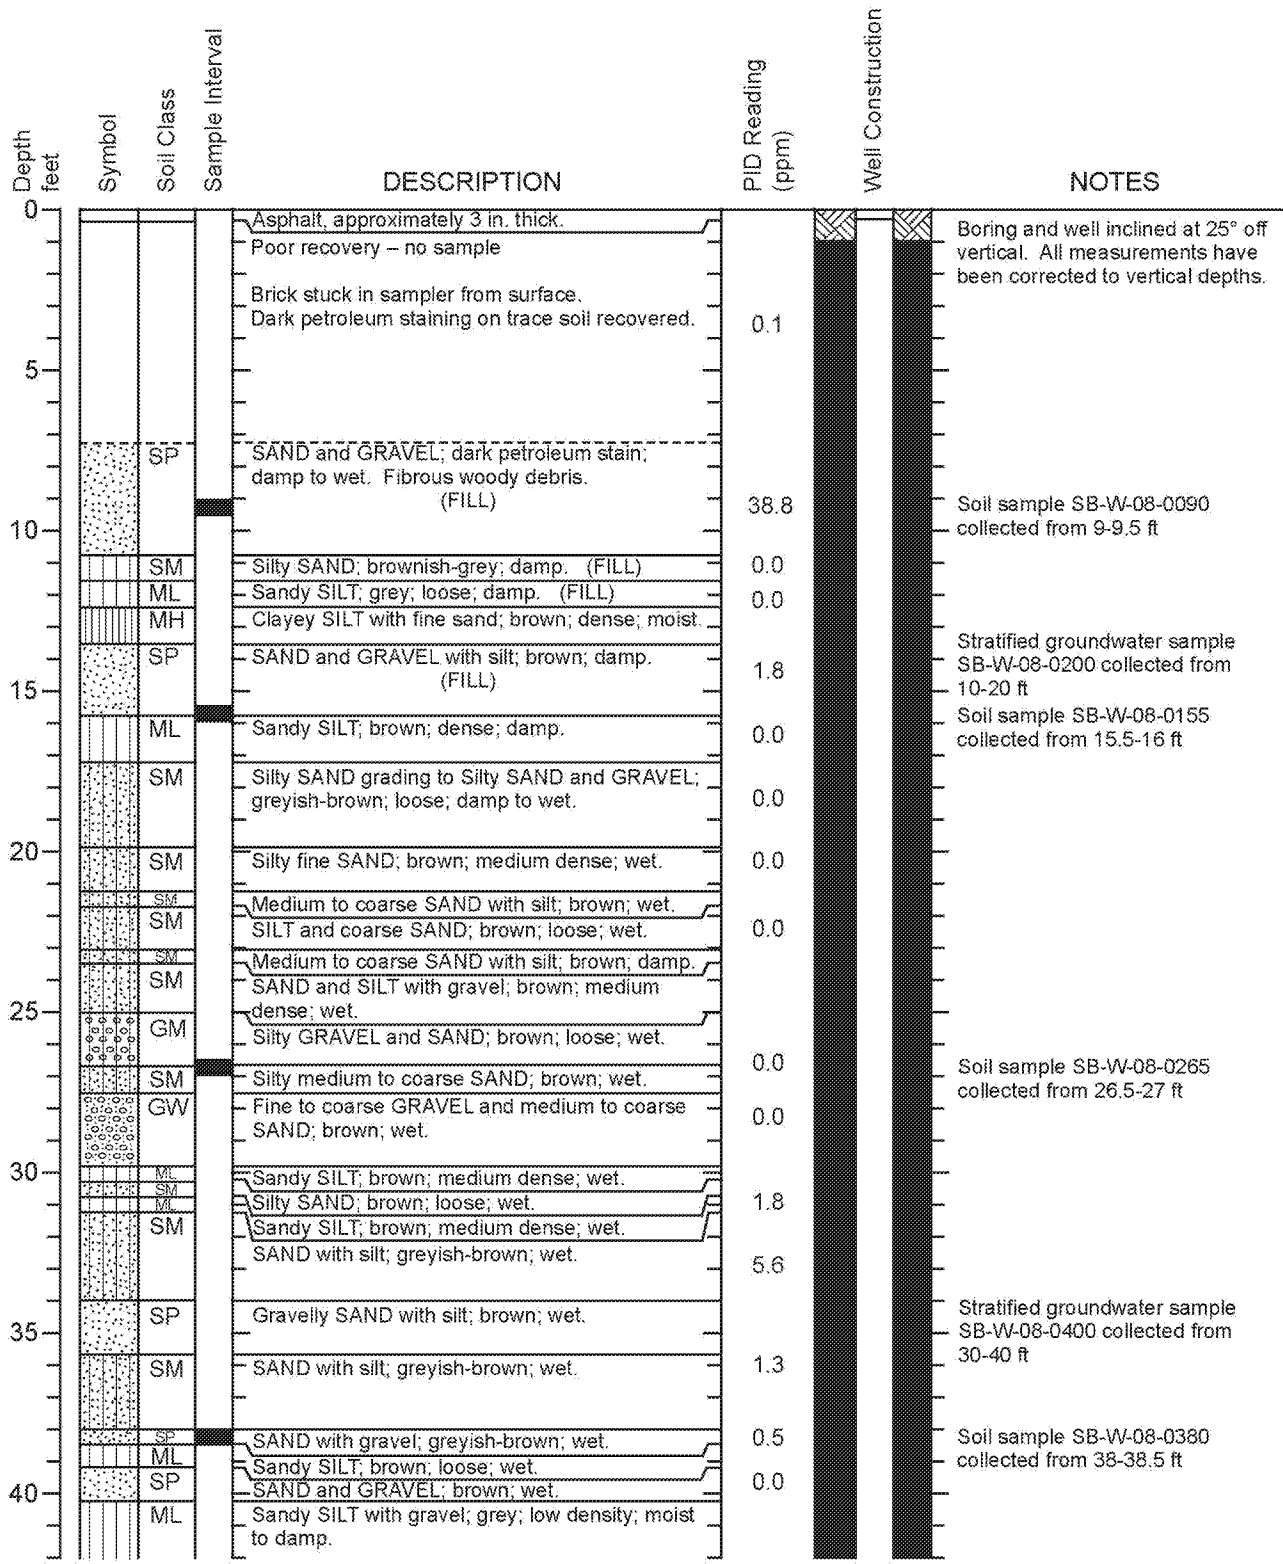 Depth
feet
Symbol
Soil Class
Sample Interval
DESCRIPTION
PID Reading
(ppm)
Well Construction
NOTES
0
Asphalt, approximately 3 in. thick.
Poor recovery – no sample
Boring and well inclined at 25° off
vertical. All measurements have
been corrected to vertical depths.
Brick stuck in sampler from surface.
Dark petroleum staining on trace soil recovered.
0.1
5
SP
SAND and GRAVEL; dark petroleum stain;
damp to wet. Fibrous woody debris.
(FILL)
38.8
Soil sample SB-W-08-0090
collected from 9-9.5 ft
10
SM
Silty SAND; brownish-grey; damp. (FILL)
0.0
ML
Sandy SILT; grey; loose; damp. (FILL)
0.0
MH
Clayey SILT with fine sand; brown; dense; moist.
SP
SAND and GRAVEL with silt; brown; damp.
(FILL)
1.8
Stratified groundwater sample
SB-W-08-0200 collected from
10-20 ft
15
Soil sample SB-W-08-0155
collected from 15.5-16 ft
ML
Sandy SILT; brown; dense; damp.
0.0
SM
Silty SAND grading to Silty SAND and GRAVEL;
greyish-brown; loose; damp to wet.
0.0
20
SM
Silty fine SAND; brown; medium dense; wet.
0.0
SM
Medium to coarse SAND with silt; brown; wet.
SM
SILT and coarse SAND; brown; loose; wet.
0.0
SM
Medium to coarse SAND with silt; brown; damp.
SM
SAND and SILT with gravel; brown; medium
dense; wet.
25
GM
Silty GRAVEL and SAND; brown; loose; wet.
0.0
Soil sample SB-W-08-0265
collected from 26.5-27 ft
SM
Silty medium to coarse SAND; brown; wet.
GW
Fine to coarse GRAVEL and medium to coarse
SAND; brown; wet.
0.0
30
ML
Sandy SILT; brown; medium dense; wet.
SM
Silty SAND; brown; loose; wet.
1.8
ML
Sandy SILT; brown; medium dense; wet.
SM
SAND with silt; greyish-brown; wet.
5.6
SP
Gravelly SAND with silt; brown; wet.
Stratified groundwater sample
SB-W-08-0400 collected from
30-40 ft
35
SM
SAND with silt; greyish-brown; wet.
1.3
SP
SAND with gravel; greyish-brown; wet.
0.5
Soil sample SB-W-08-0380
collected from 38-38.5 ft
ML
Sandy SILT; brown; loose; wet.
SP
SAND and GRAVEL; brown; wet.
0.0
40
ML
Sandy SILT with gravel; grey; low density; moist
to damp.